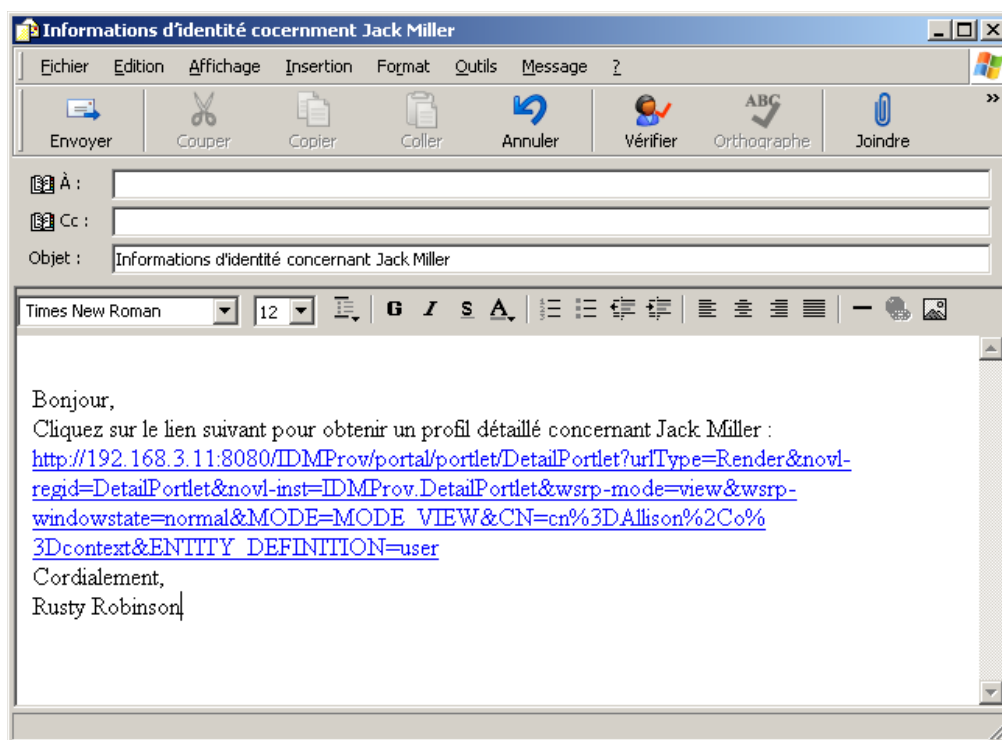 Informations d'identité cocernment Jack Miller
Fichier Edition Affichage Insertion Format Outils Message ?
Envoyer Couper Copier Coller Annuler Vérifier ABC Orthographe Joindre »
À :
Cc :
Objet : Informations d'identité concernant Jack Miller
Times New Roman 12 G I S A
Bonjour,
Cliquez sur le lien suivant pour obtenir un profil détaillé concernant Jack Miller :
http://192.168.3.11:8080/IDMProv/portal/portlet/DetailPortlet?urlType=Render&novl-
regid=DetailPortlet&novl-inst=IDMProv.DetailPortlet&wsrp-mode=view&wsrp-
windowstate=normal&MODE=MODE_VIEW&CN=cn%3DAllison%2Co%
3Dcontext&ENTITY_DEFINITION=user
Cordialement,
Rusty Robinson